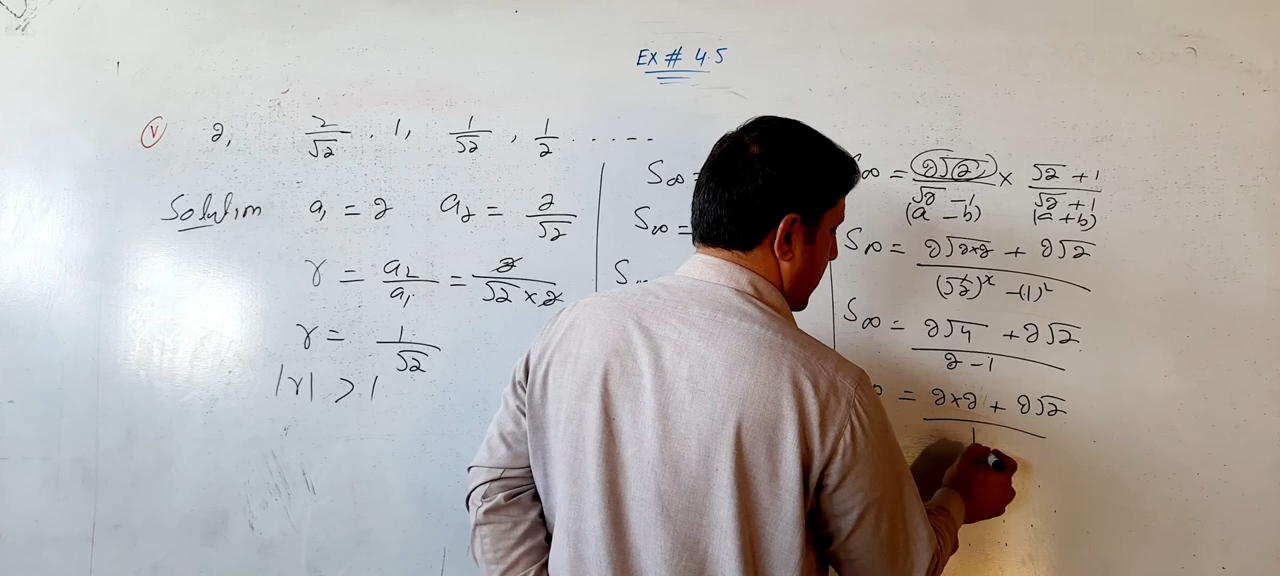 EX # 4.5
V 2, 2/√2 , 1, 1/√2 , 1/2 ......
Solution a₁ = 2 a₂ = 2/√2
r = a₂/a₁ = 2/(√2 × 2)
r = 1/√2
|r| > 1
S∞ =
S∞ =
S∞ = 2√2/(√2 - 1) × (√2 + 1)/(√2 + 1)
(a - b) (a + b)
S∞ = (2√2×2 + 2√2)/((√2)² - (1)²)
S∞ = (2√4 + 2√2)/(2 - 1)
= (2×2 + 2√2)/1